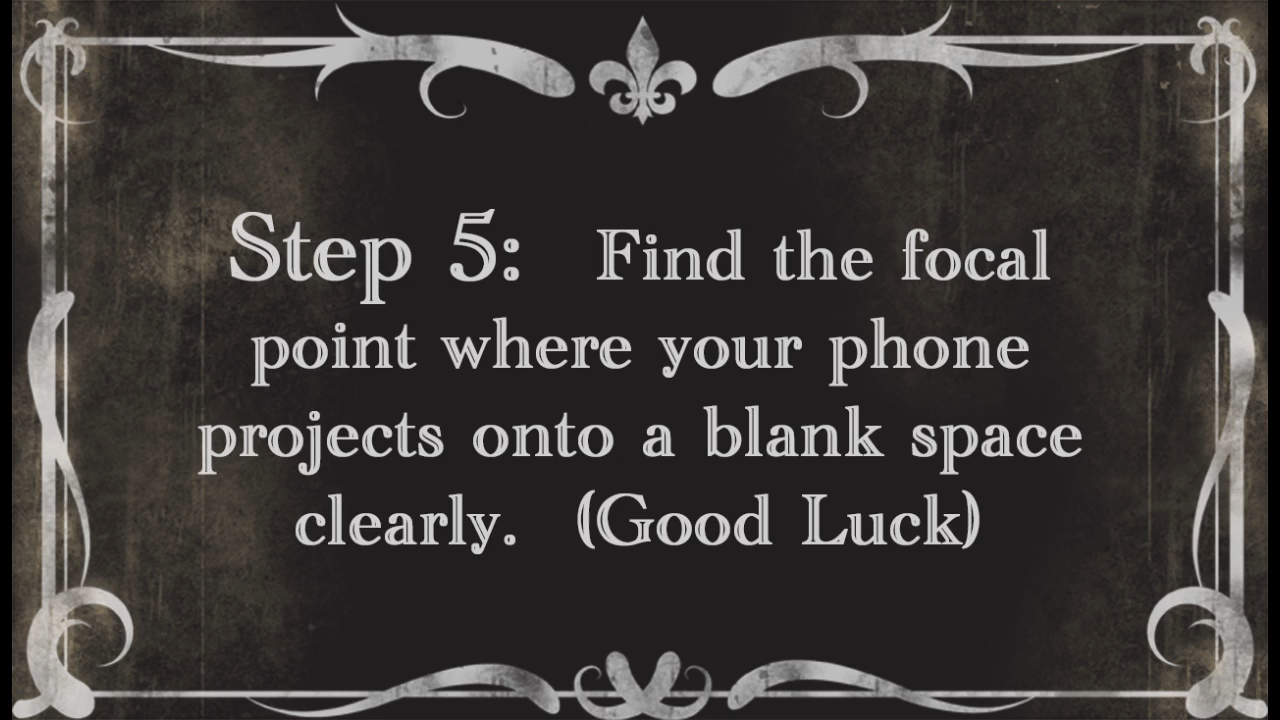 Step 5: Find the focal
point where your phone
projects onto a blank space
clearly. (Good Luck)